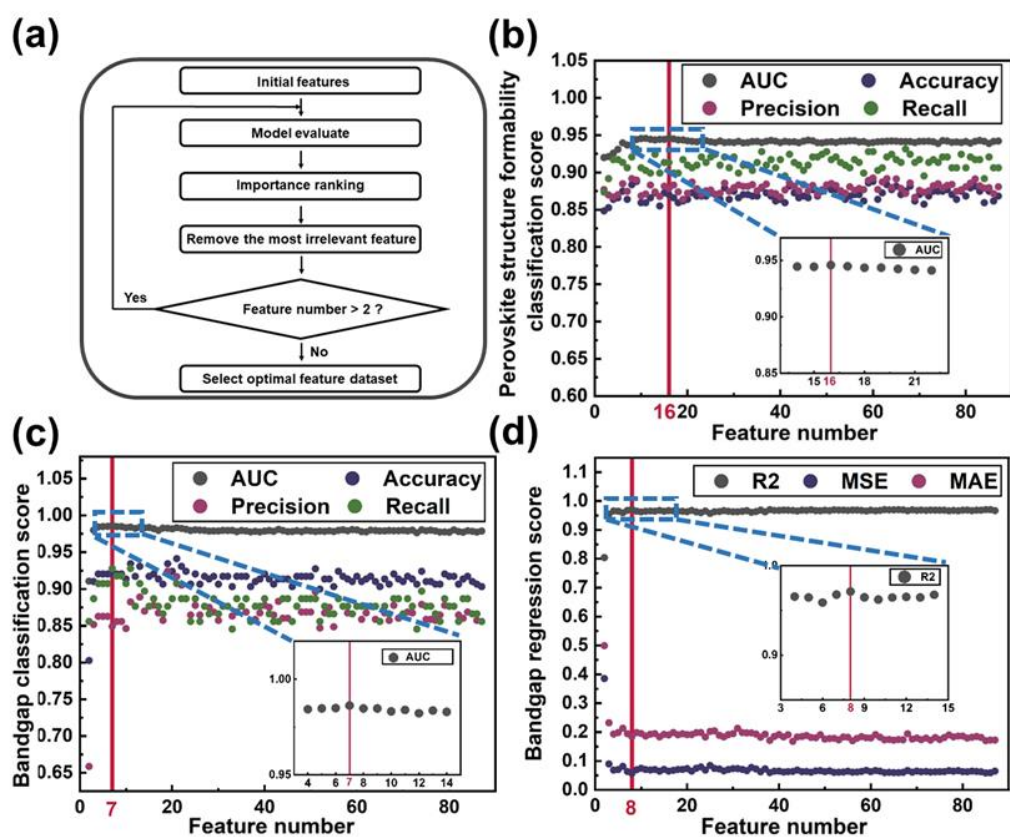 (a)
Initial features
Model evaluate
Importance ranking
Remove the most irrelevant feature
Yes
Feature number > 2 ?
No
Select optimal feature dataset
(b)
Perovskite structure formability
classification score
1.05
1.00
0.95
0.90
0.85
0.80
0.75
0.70
0.65
0.60
AUC
Accuracy
Precision
Recall
AUC
0.95
0.90
0.85
15
16
18
21
0
16
20
40
60
80
Feature number
(c)
Bandgap classification score
1.05
1.00
0.95
0.90
0.85
0.80
0.75
0.70
0.65
AUC
Accuracy
Precision
Recall
AUC
1.00
0.95
4
6
7
8
10
12
14
0
7
20
40
60
80
Feature number
(d)
Bandgap regression score
1.1
1.0
0.9
0.8
0.7
0.6
0.5
0.4
0.3
0.2
0.1
0.0
R2
MSE
MAE
R2
0.9
3
6
8
9
12
15
0
8
20
40
60
80
Feature number